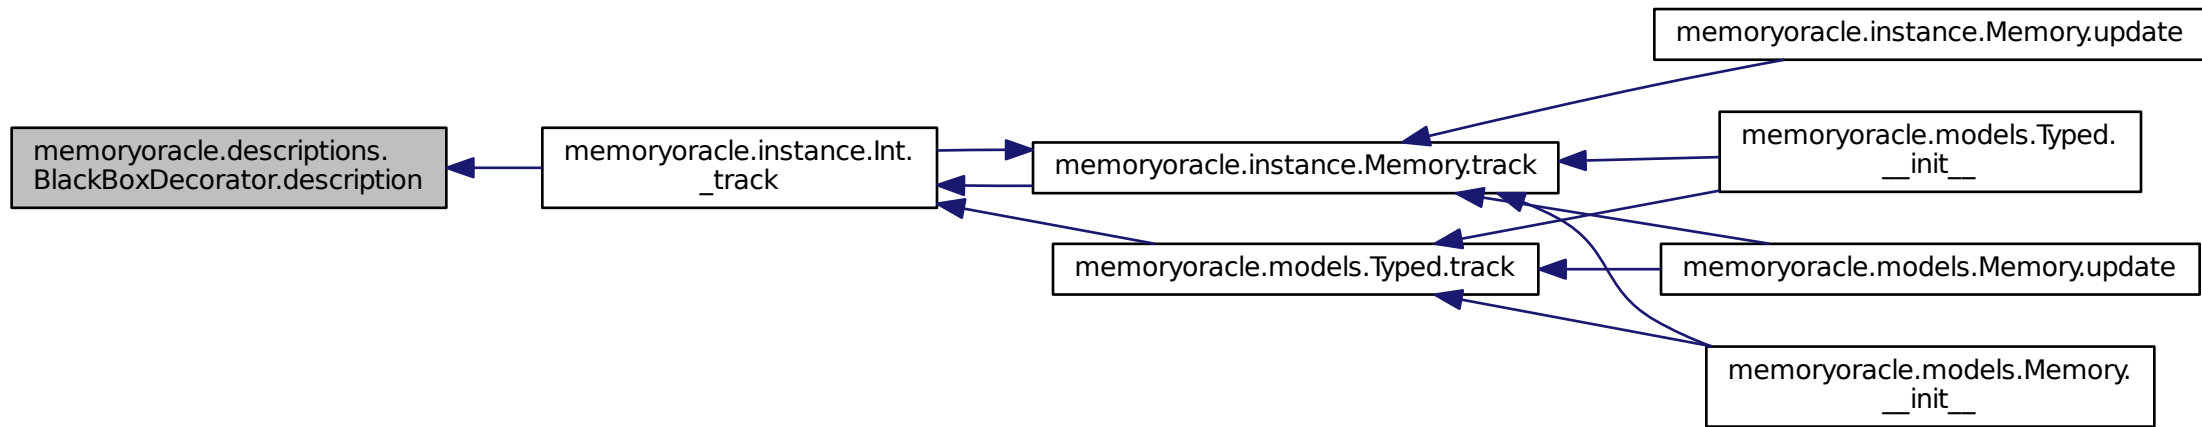 memoryoracle.descriptions.
BlackBoxDecorator.description
memoryoracle.instance.Int.
_track
memoryoracle.instance.Memory.track
memoryoracle.models.Typed.track
memoryoracle.instance.Memory.update
memoryoracle.models.Typed.
__init__
memoryoracle.models.Memory.update
memoryoracle.models.Memory.
__init__